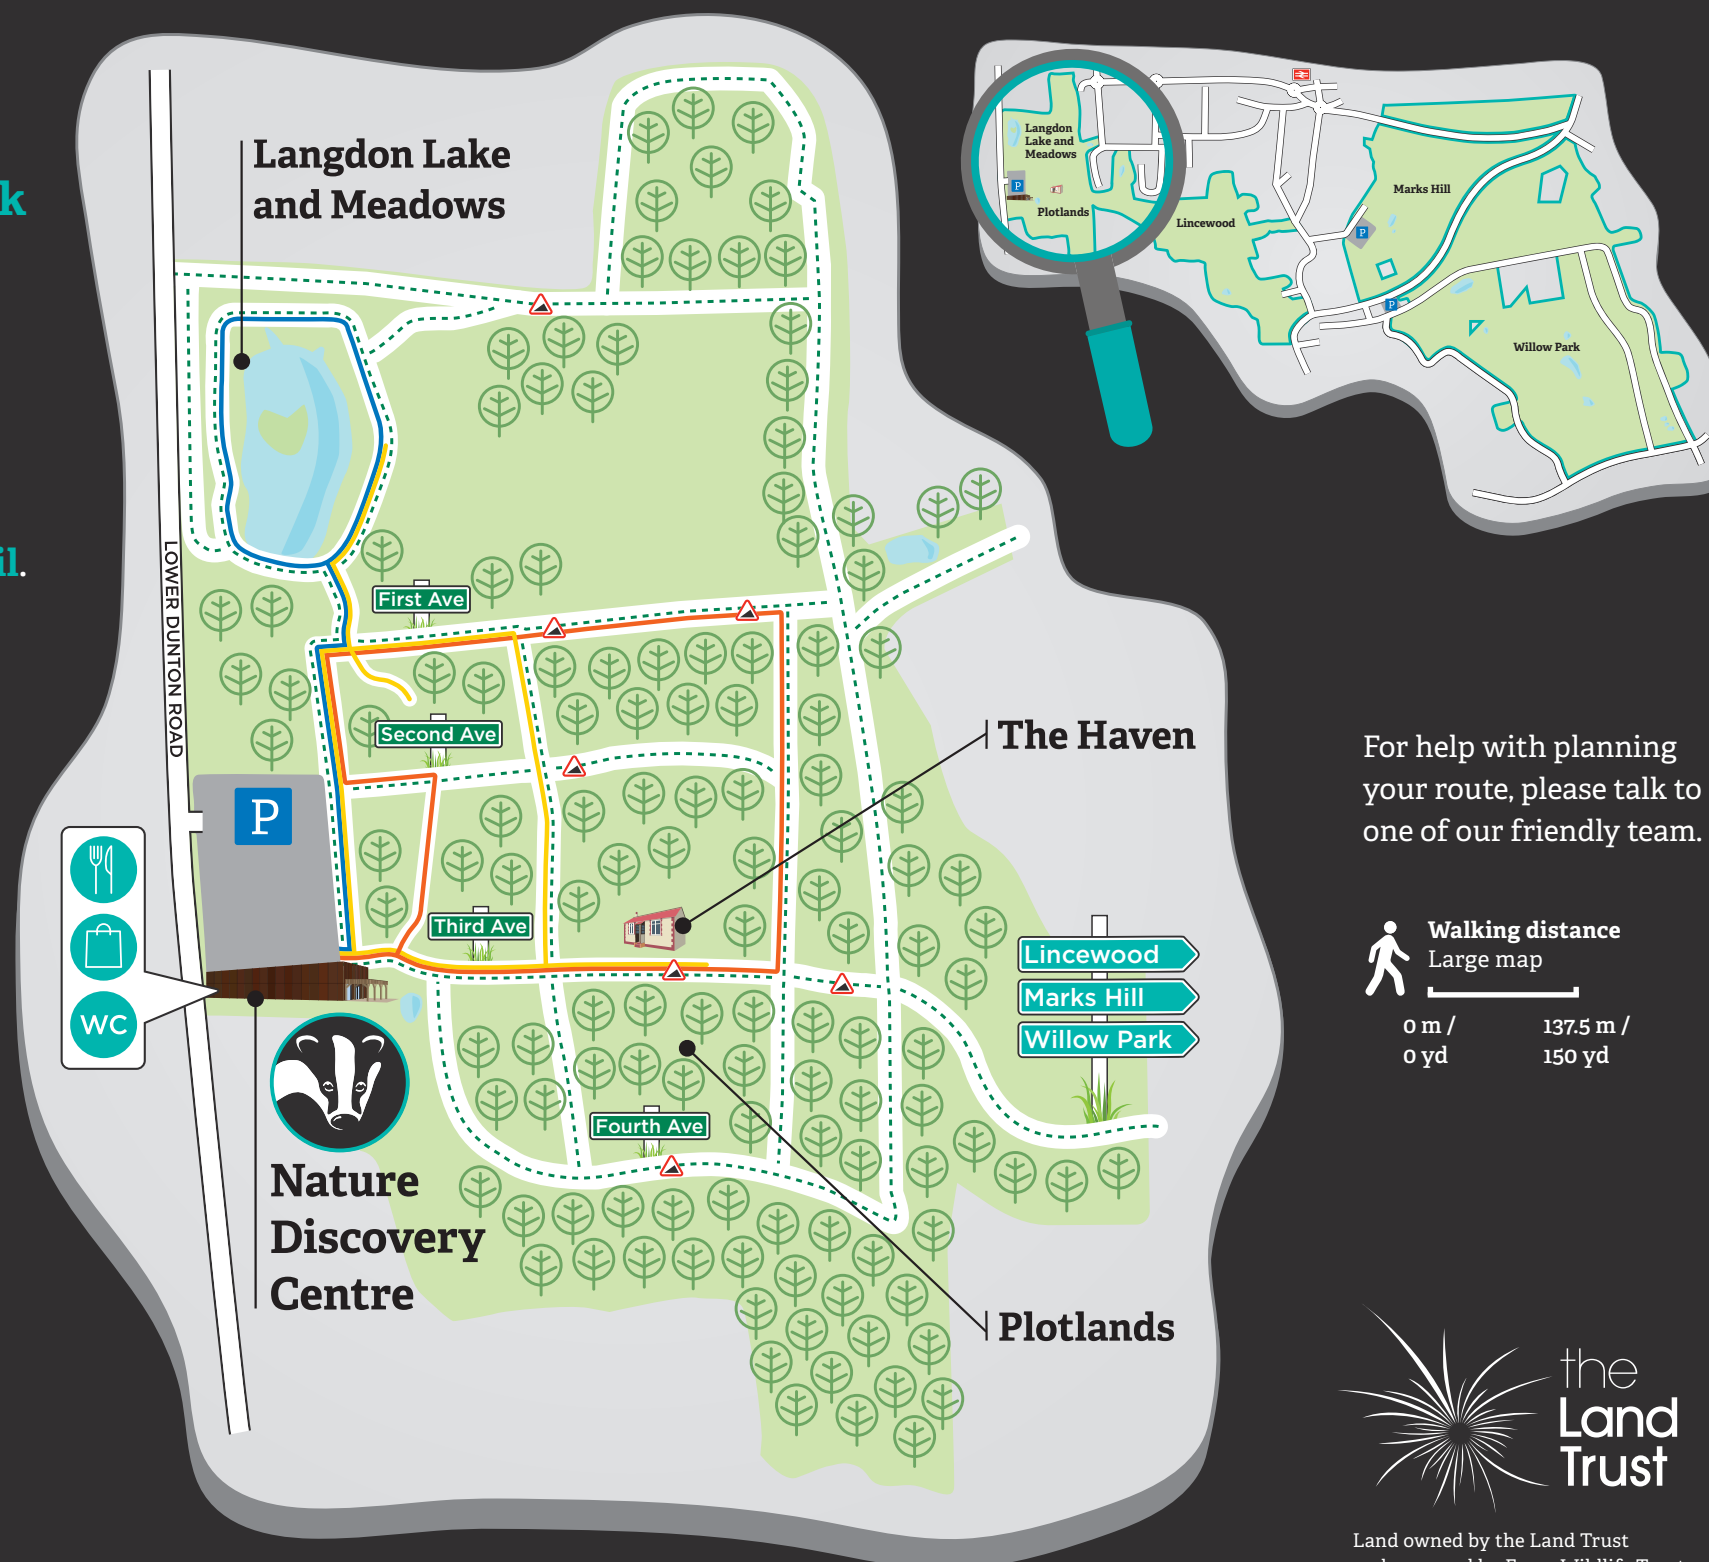 k
il.
Langdon Lake
and Meadows
LOWER DUNTON ROAD
First Ave
Second Ave
Third Ave
Fourth Ave
P
WC
Nature
Discovery
Centre
The Haven
Plotlands
Lincewood
Marks Hill
Willow Park
Langdon
Lake and
Meadows
P
Plotlands
Lincewood
Marks Hill
P
P
Willow Park
For help with planning
your route, please talk to
one of our friendly team.
Walking distance
Large map
0 m /
0 yd
137.5 m /
150 yd
the
Land
Trust
Land owned by the Land Trust